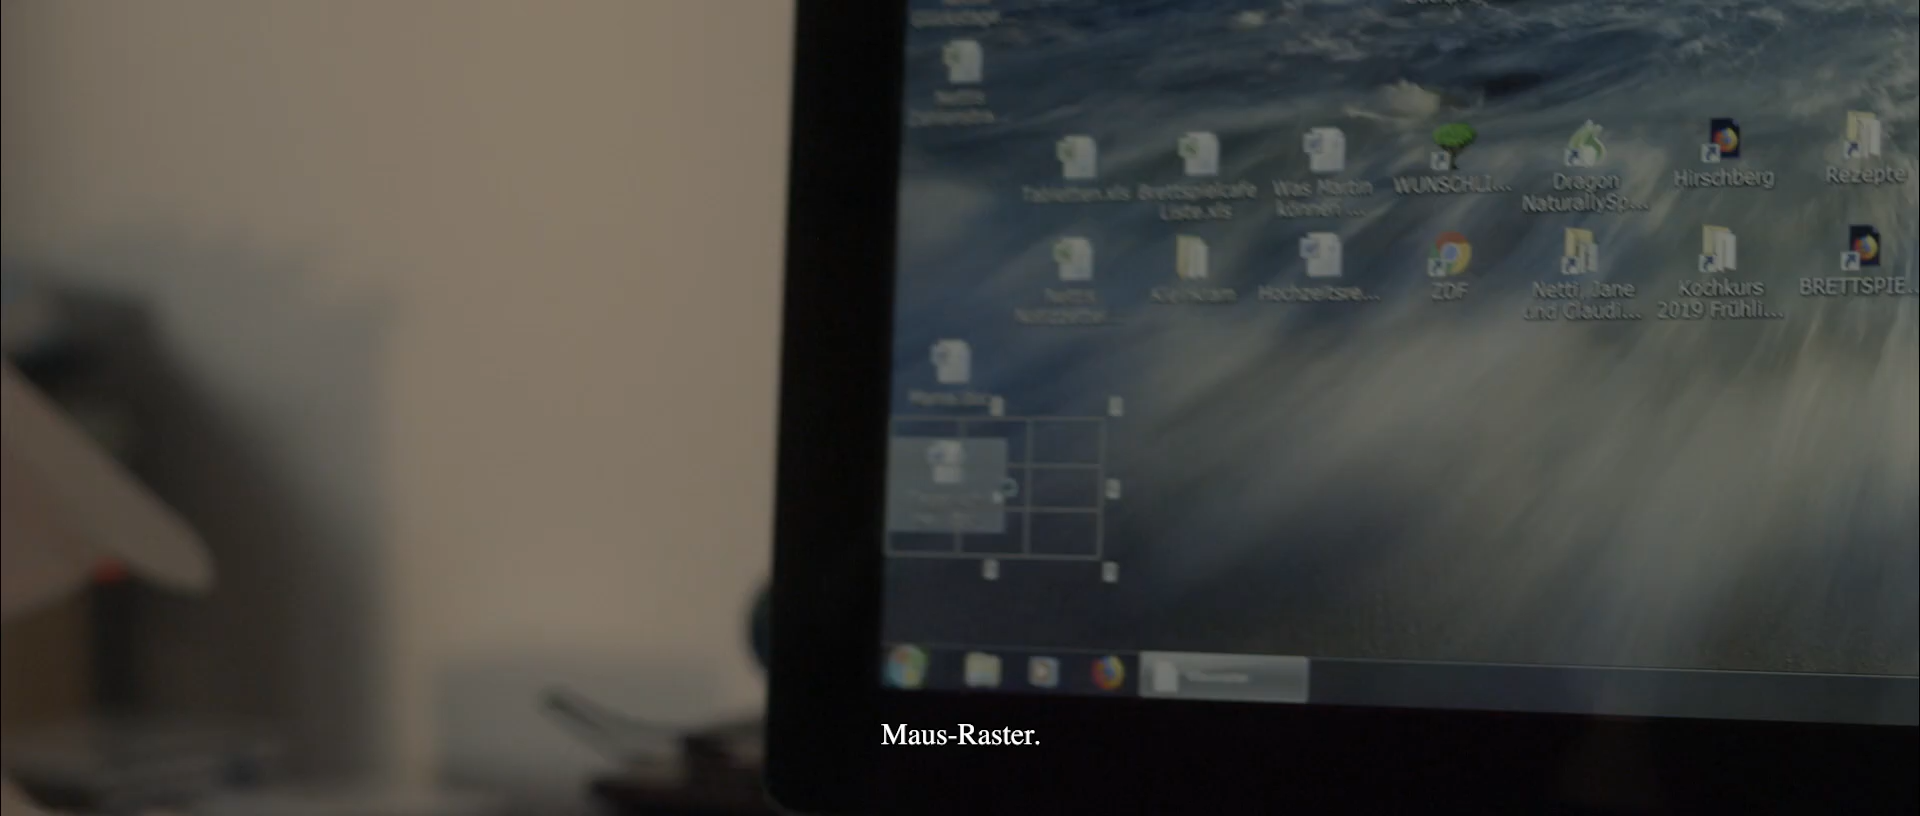 Tabletten.xls
Brettspielcafe
Liste.xls
Was Martin
können ...
WUNSCHLI...
Dragon
NaturallySp...
Hirschberg
Rezepte
Hochzeitsre...
ZDF
Netti, Jane
und Claudi...
Kochkurs
2019 Frühli...
BRETTSPIE...
Maus-Raster.